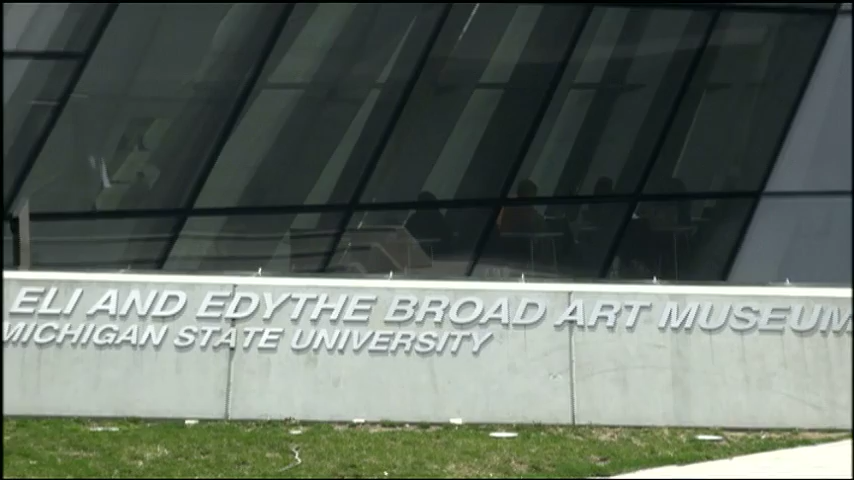 ELI AND EDYTHE BROAD ART MUSEUM
MICHIGAN STATE UNIVERSITY